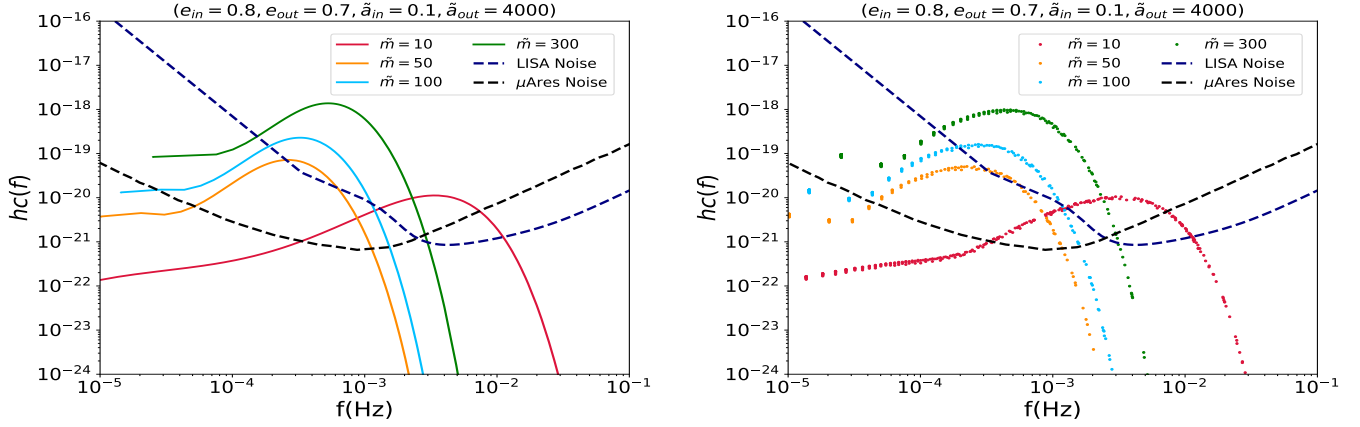 (e_in = 0.8, e_out = 0.7, ã_in = 0.1, ã_out = 4000)
10⁻¹⁶
10⁻¹⁷
10⁻¹⁸
10⁻¹⁹
10⁻²⁰
10⁻²¹
10⁻²²
10⁻²³
10⁻²⁴
hc(f)
m̃ = 10
m̃ = 50
m̃ = 100
m̃ = 300
LISA Noise
μAres Noise
10⁻⁵
10⁻⁴
10⁻³
10⁻²
10⁻¹
f(Hz)
(e_in = 0.8, e_out = 0.7, ã_in = 0.1, ã_out = 4000)
10⁻¹⁶
10⁻¹⁷
10⁻¹⁸
10⁻¹⁹
10⁻²⁰
10⁻²¹
10⁻²²
10⁻²³
10⁻²⁴
hc(f)
m̃ = 10
m̃ = 50
m̃ = 100
m̃ = 300
LISA Noise
μAres Noise
10⁻⁵
10⁻⁴
10⁻³
10⁻²
10⁻¹
f(Hz)